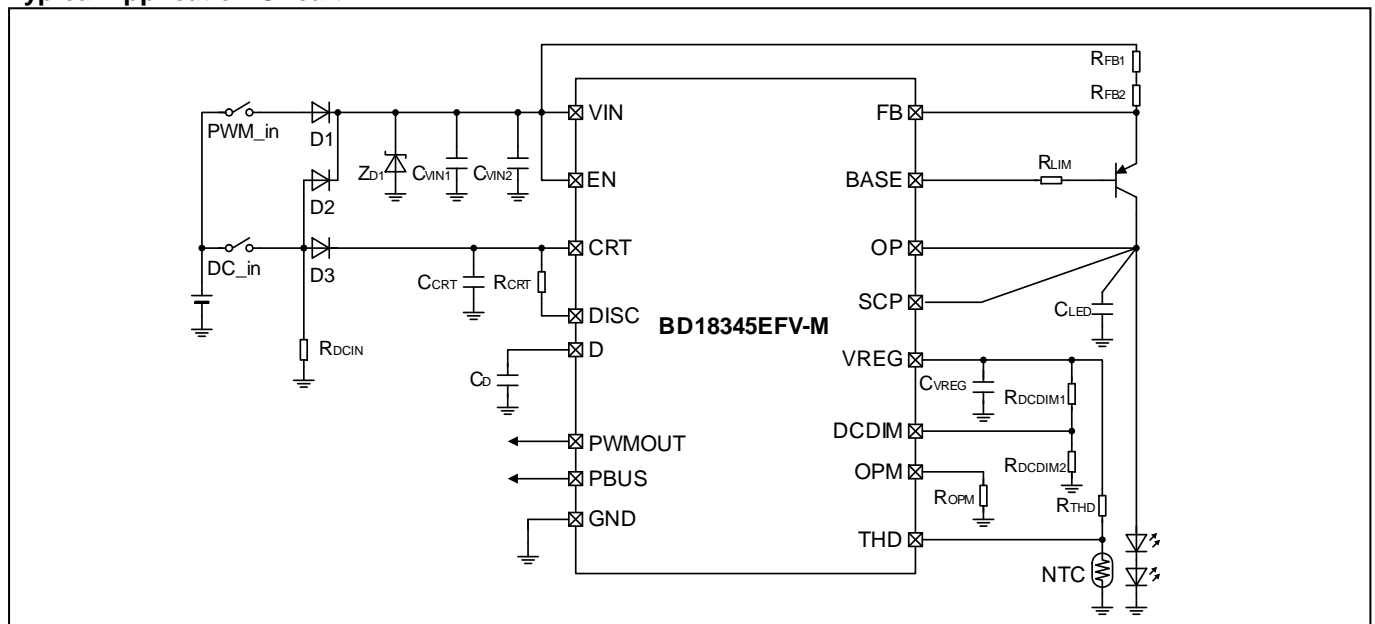 RFB1
RFB2
PWM_in
D1
ZD1
CVIN1
CVIN2
VIN
FB
D2
EN
BASE
RLIM
DC_in
D3
CCRT
RCRT
CRT
OP
DISC
SCP
CLED
BD18345EFV-M
RDCIN
D
CD
VREG
CVREG
RDCDIM1
DCDIM
PWMOUT
RDCDIM2
PBUS
OPM
ROPM
RTHD
GND
THD
NTC